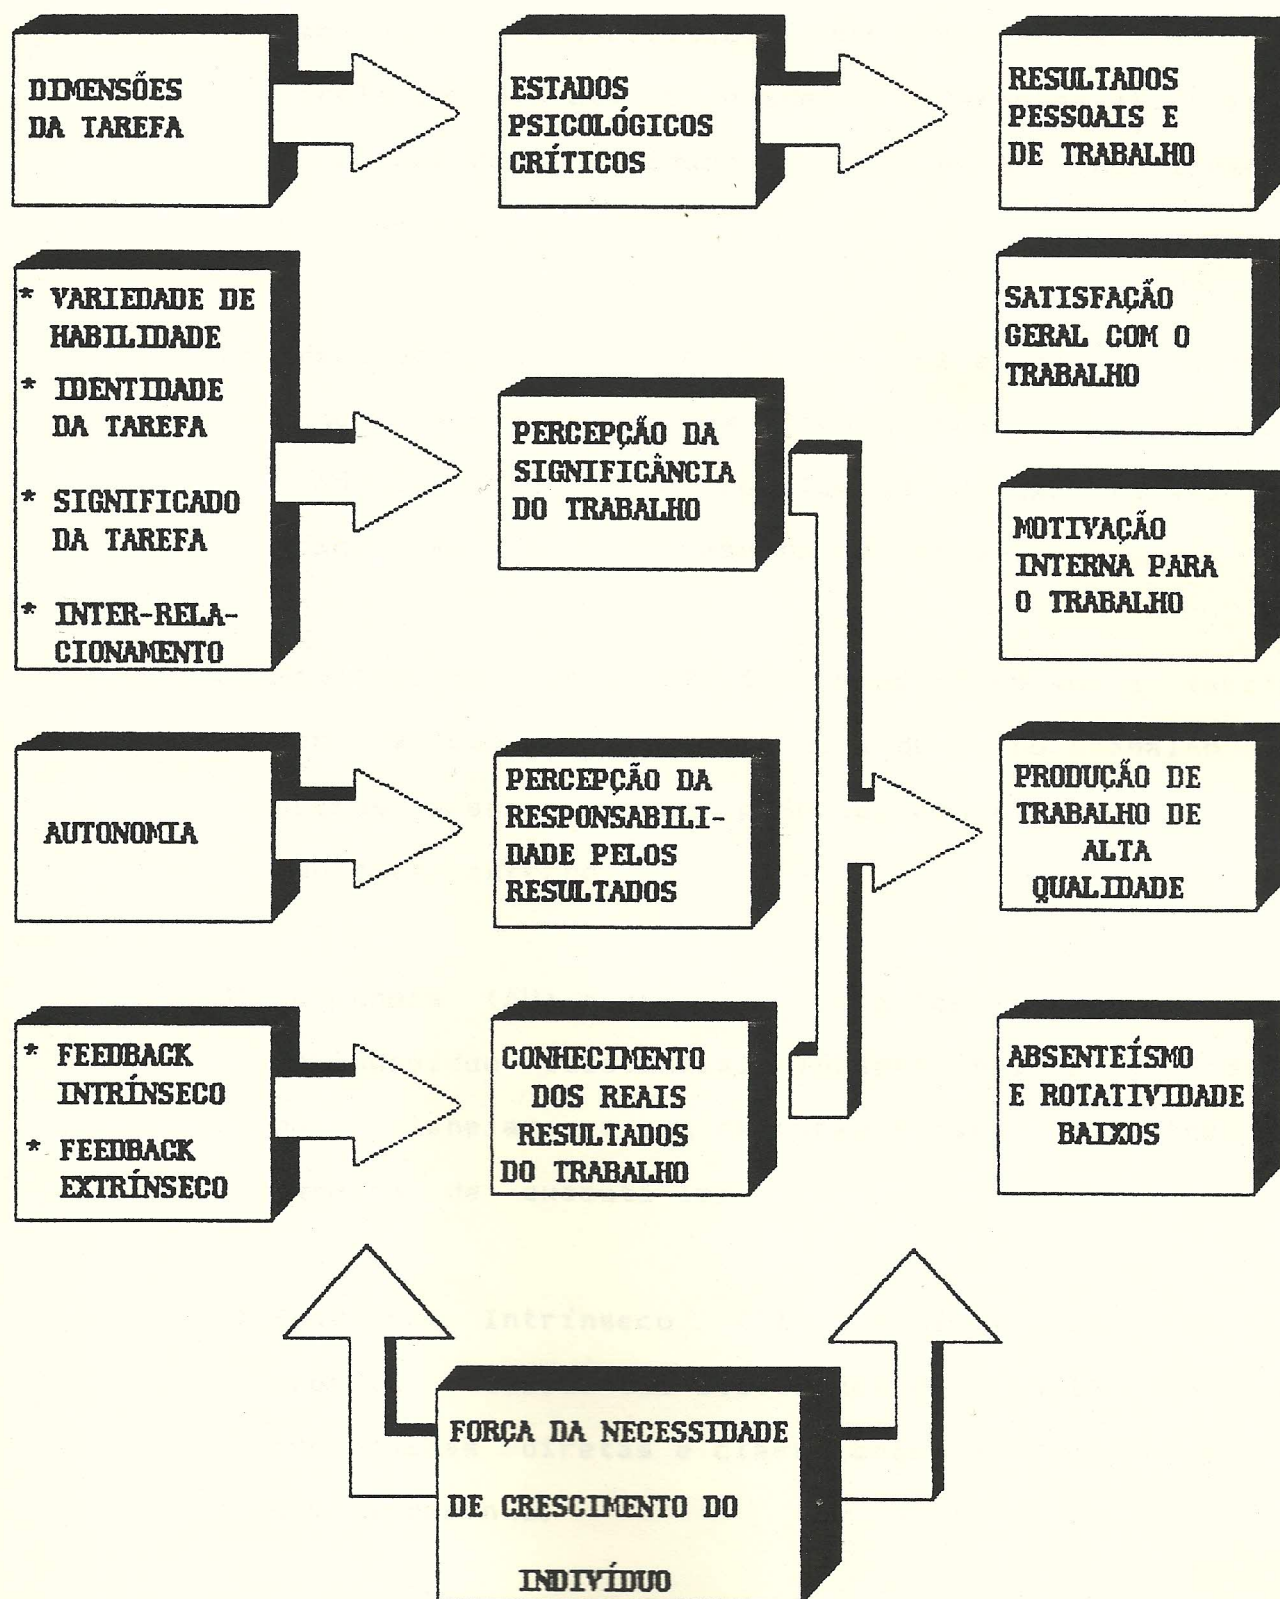 DIMENSÕES
DA TAREFA
ESTADOS
PSICOLÓGICOS
CRÍTICOS
RESULTADOS
PESSOAIS E
DE TRABALHO
* VARIEDADE DE
HABILIDADE
* IDENTIDADE
DA TAREFA
* SIGNIFICADO
DA TAREFA
* INTER-RELA-
CIONAMENTO
PERCEPÇÃO DA
SIGNIFICÂNCIA
DO TRABALHO
SATISFAÇÃO
GERAL COM O
TRABALHO
MOTIVAÇÃO
INTERNA PARA
O TRABALHO
AUTONOMIA
PERCEPÇÃO DA
RESPONSABILI-
DADE PELOS
RESULTADOS
PRODUÇÃO DE
TRABALHO DE
ALTA
QUALIDADE
* FEEDBACK
INTRÍNSECO
* FEEDBACK
EXTRÍNSECO
CONHECIMENTO
DOS REAIS
RESULTADOS
DO TRABALHO
ABSENTEÍSMO
E ROTATIVIDADE
BAIXOS
Intrínseco
diretas e
FORÇA DA NECESSIDADE
DE CRESCIMENTO DO
INDIVÍDUO